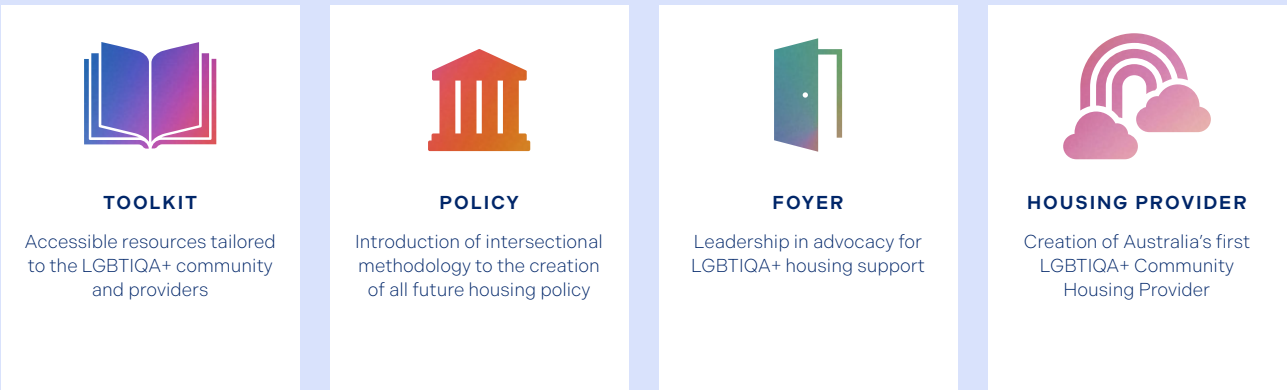 TOOLKIT
Accessible resources tailored
to the LGBTIQA+ community
and providers
POLICY
Introduction of intersectional
methodology to the creation
of all future housing policy
FOYER
Leadership in advocacy for
LGBTIQA+ housing support
HOUSING PROVIDER
Creation of Australia’s first
LGBTIQA+ Community
Housing Provider